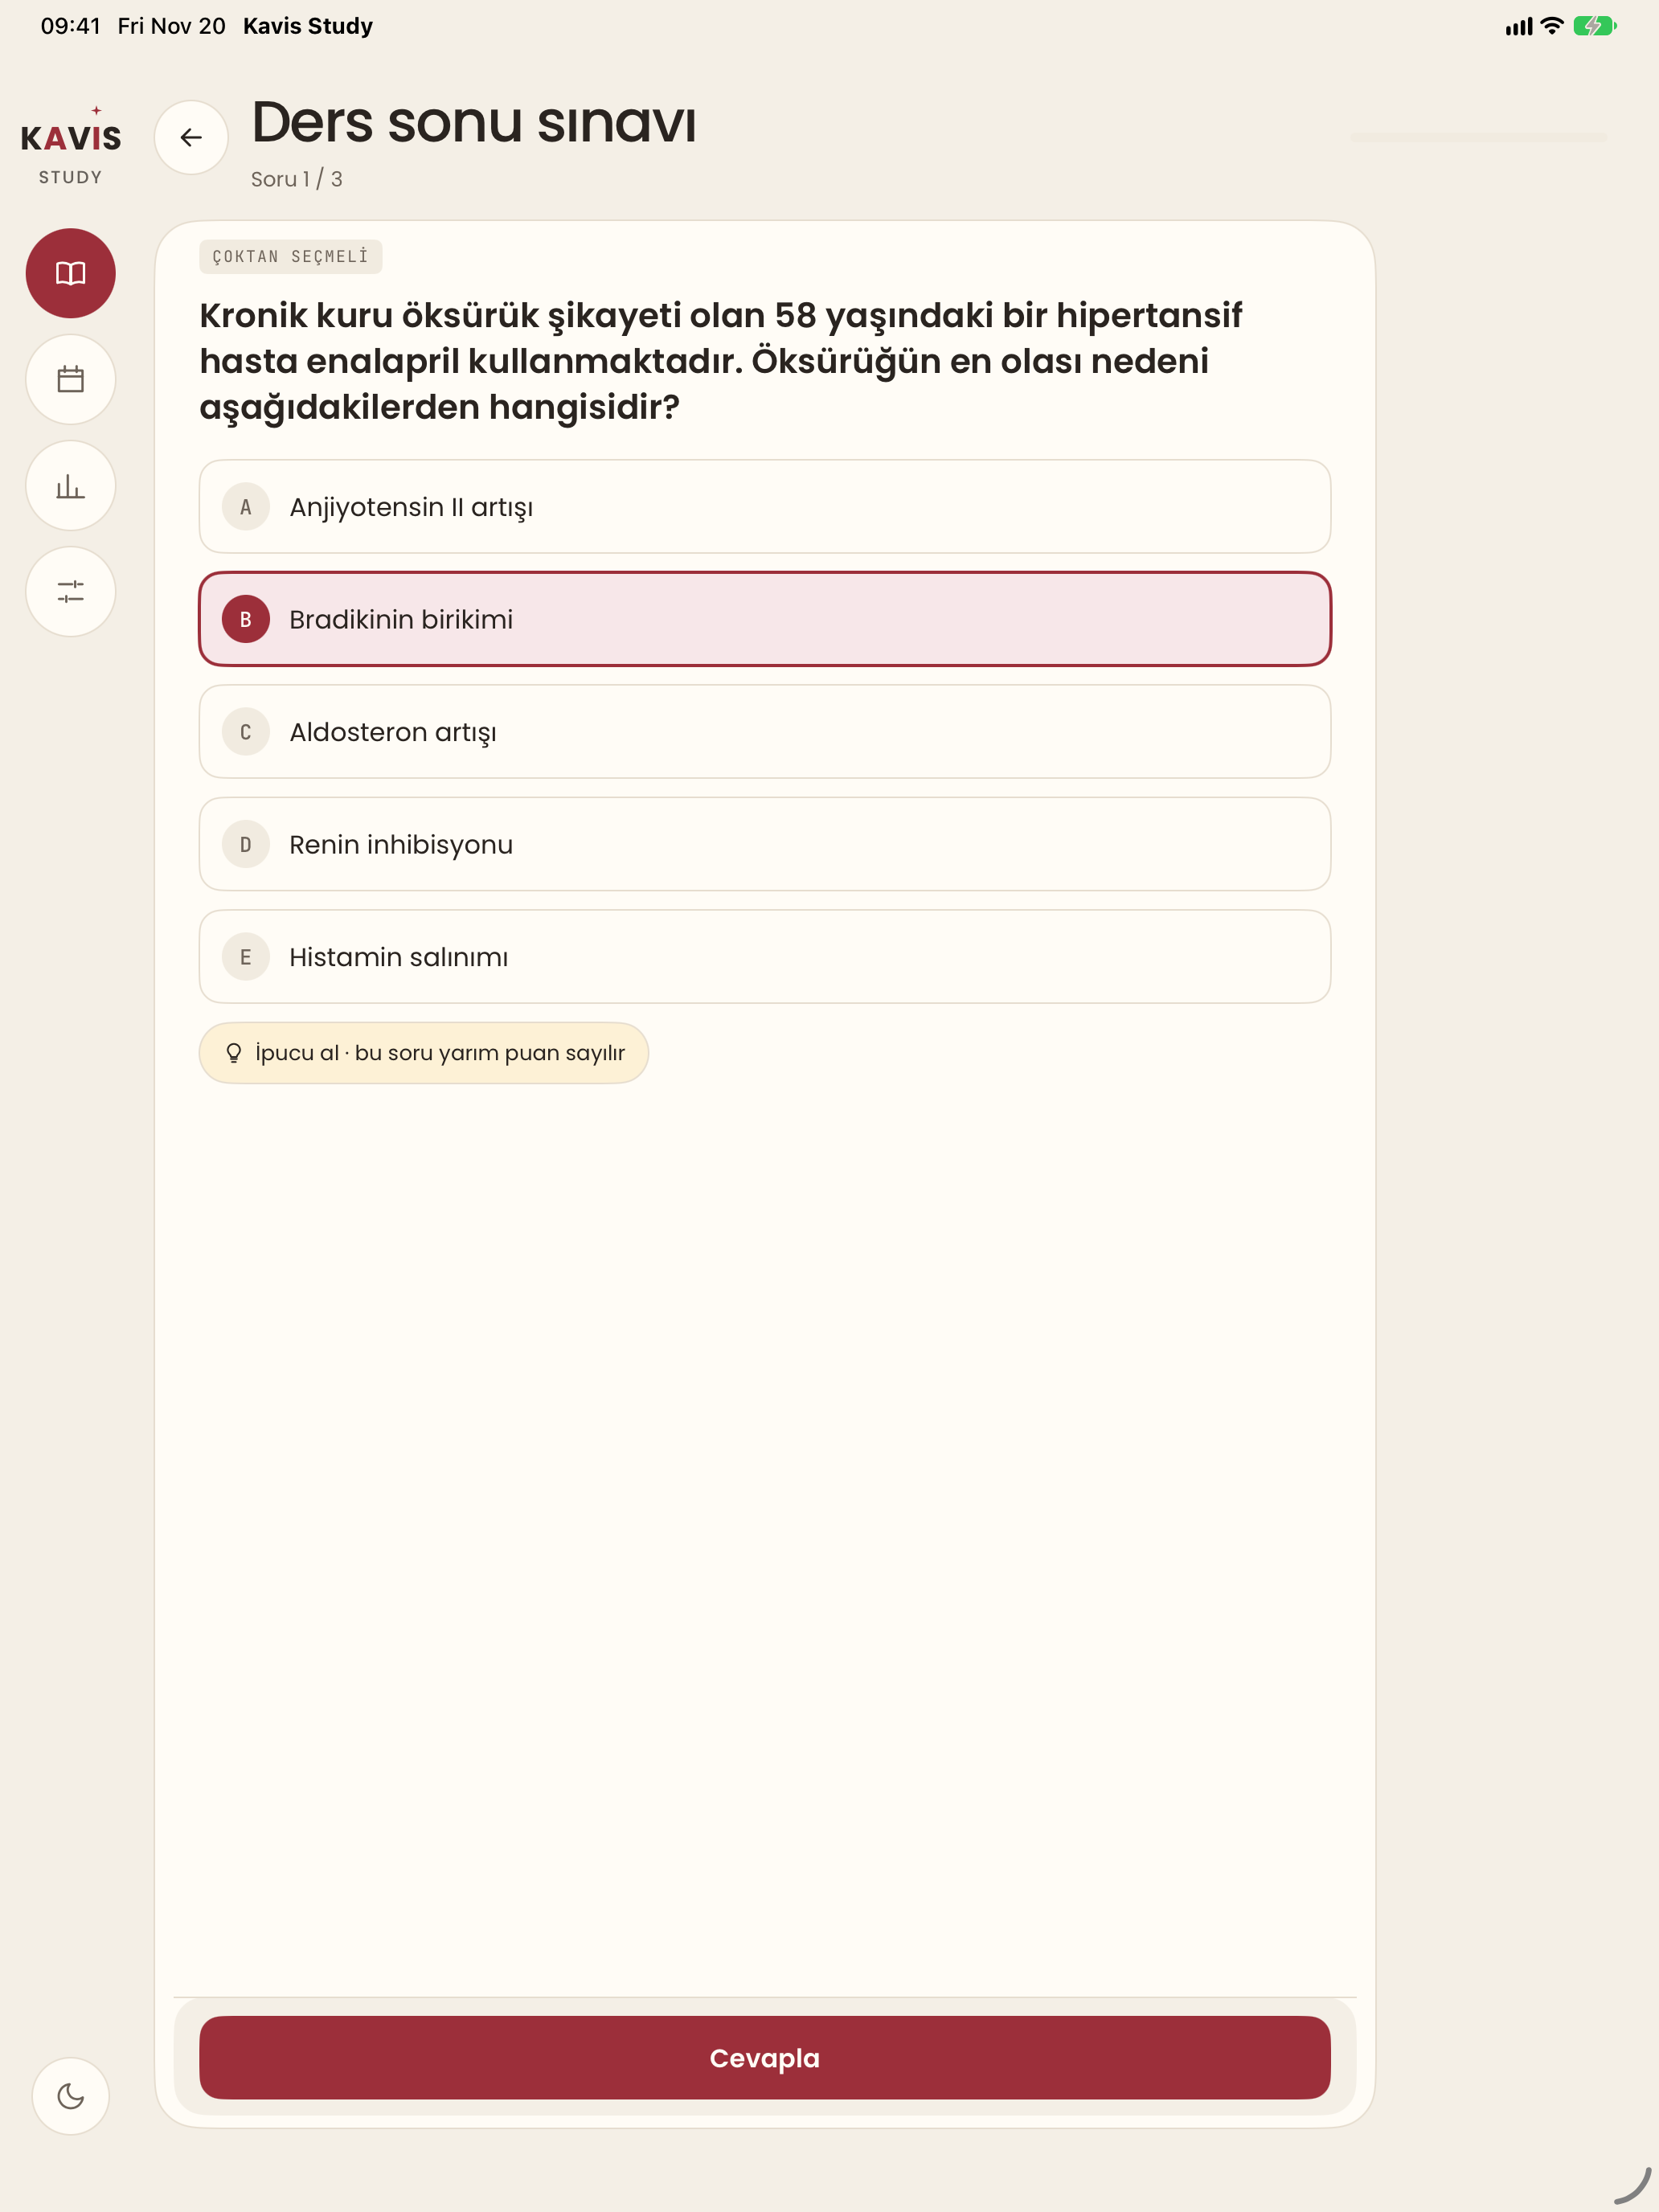 09:41 Fri Nov 20 Kavis Study
KAVIS
STUDY
Ders sonu sınavı
Soru 1 / 3
ÇOKTAN SEÇMELİ
Kronik kuru öksürük şikayeti olan 58 yaşındaki bir hipertansif
hasta enalapril kullanmaktadır. Öksürüğün en olası nedeni
aşağıdakilerden hangisidir?
A Anjiyotensin II artışı
B Bradikinin birikimi
C Aldosteron artışı
D Renin inhibisyonu
E Histamin salınımı
İpucu al · bu soru yarım puan sayılır
Cevapla